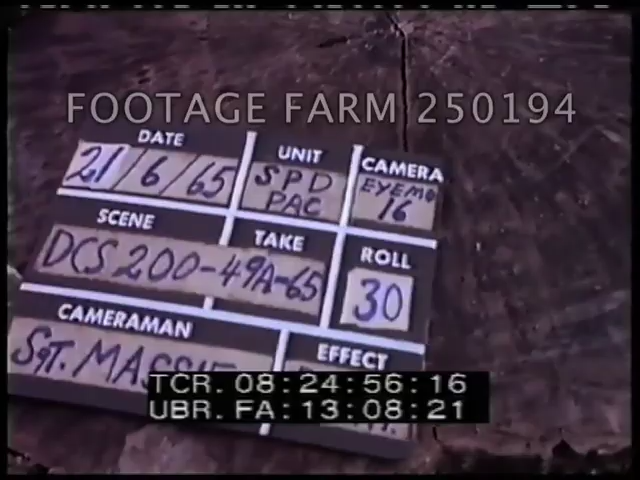 FOOTAGE FARM 250194
DATE UNIT CAMERA
21/6/65 SPD PAC EYEMO 16
SCENE TAKE ROLL
DCS 200-49A-65 30
CAMERAMAN EFFECT
SGT.
TCR. 08:24:56:16
UBR. FA:13:08:21